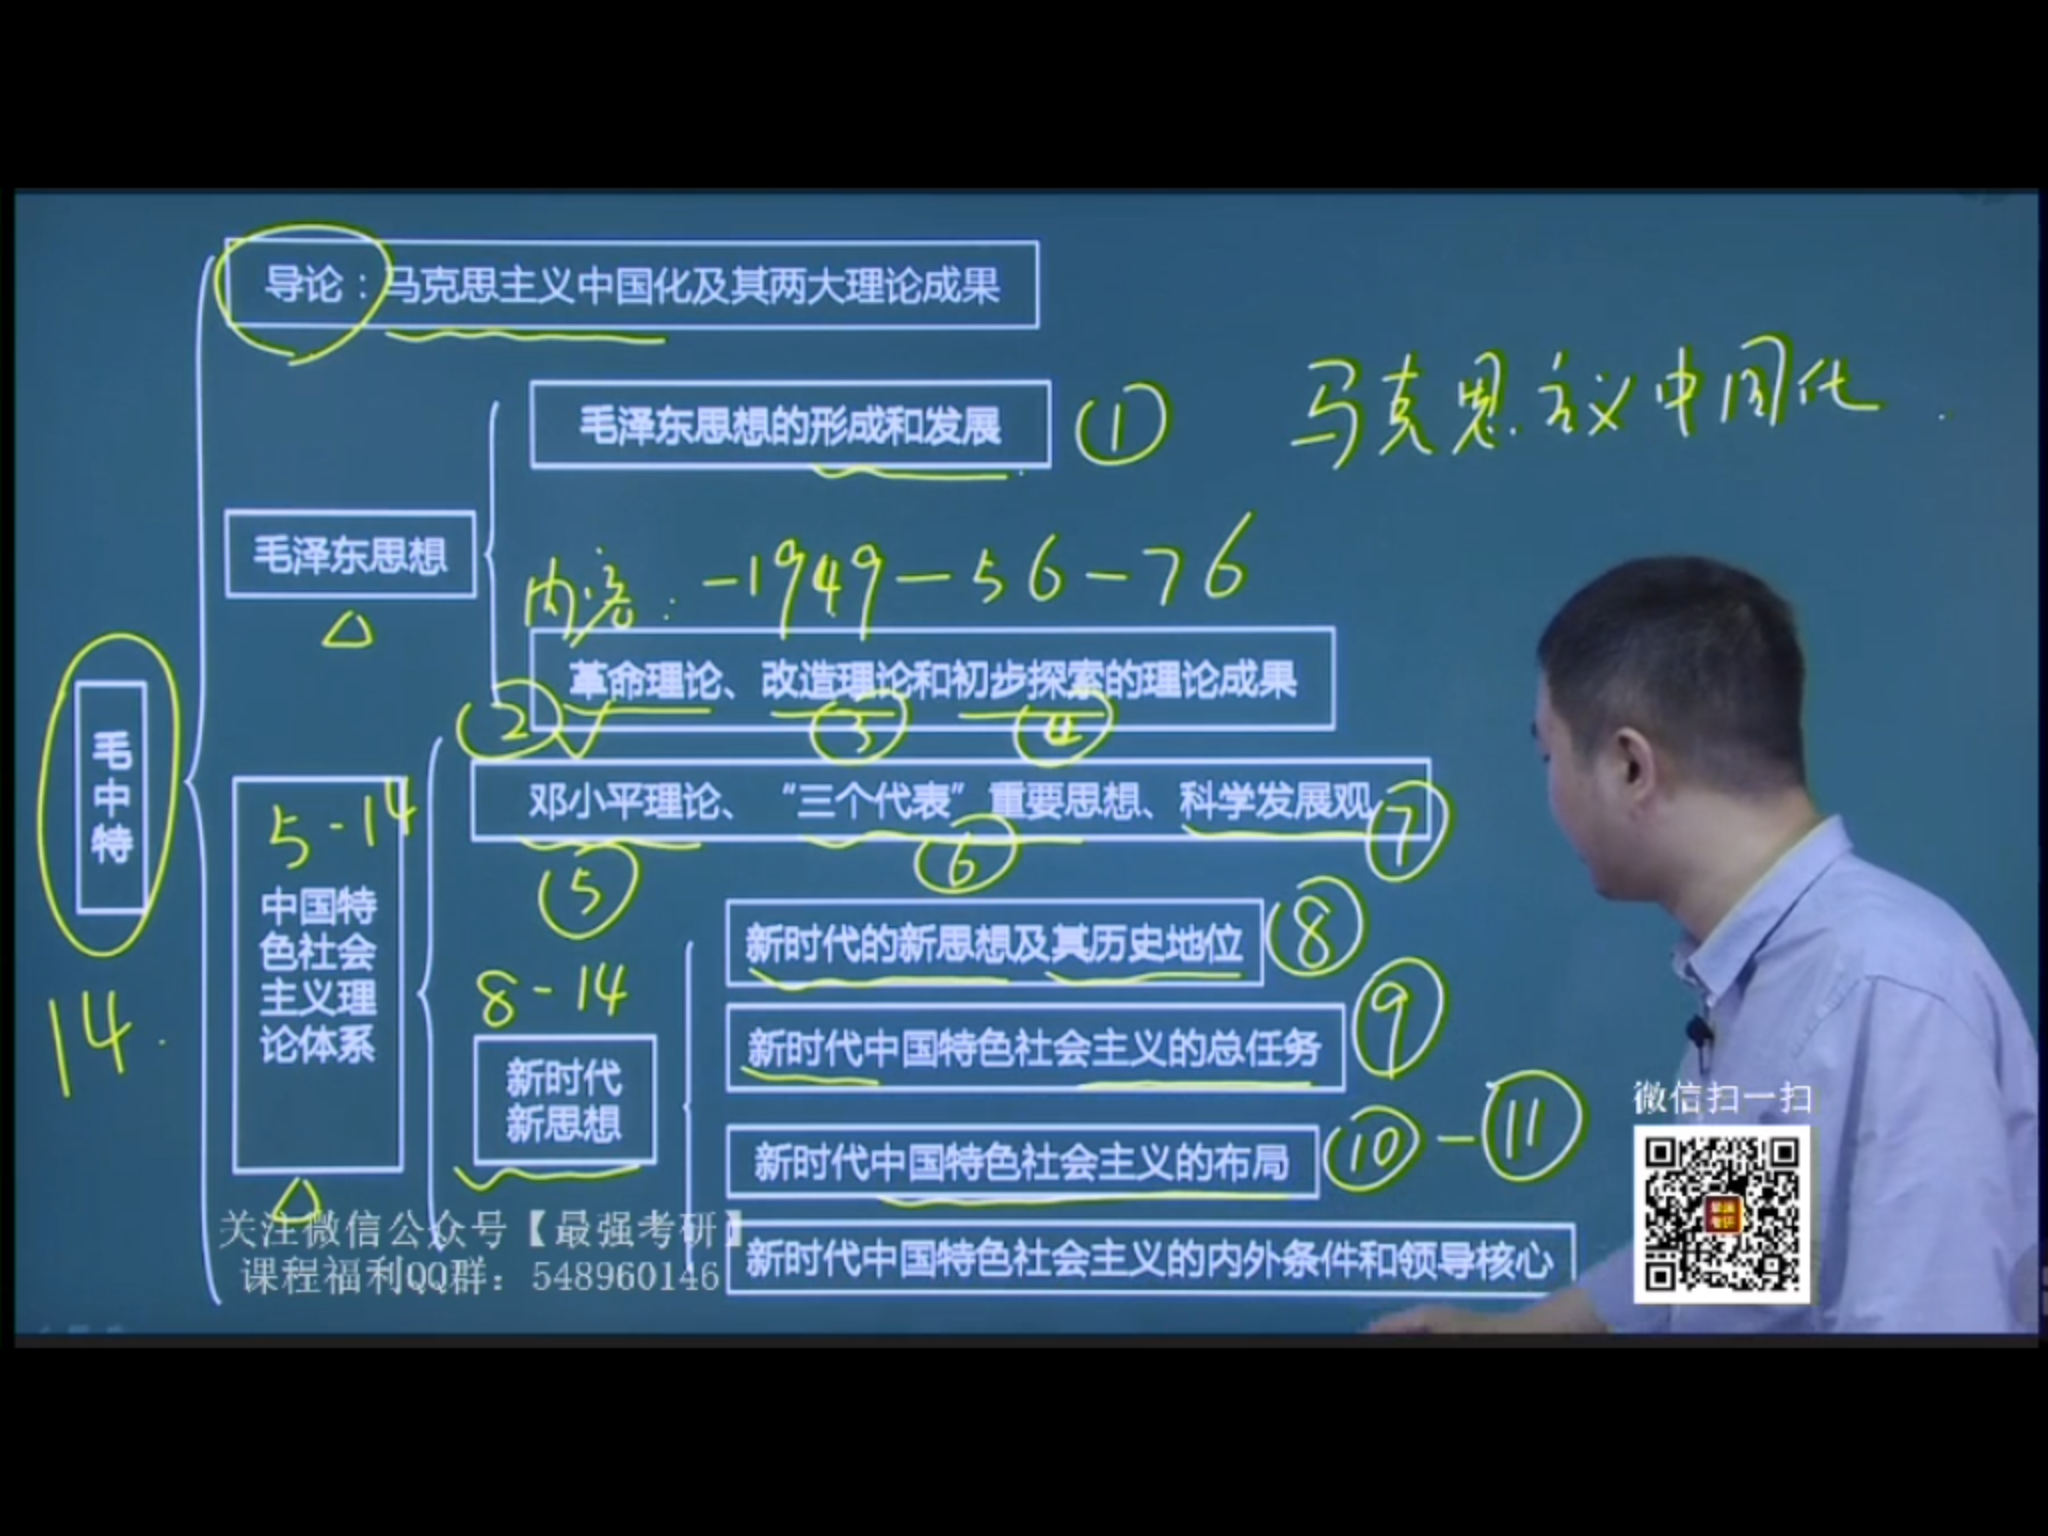 导论：马克思主义中国化及其两大理论成果
毛泽东思想的形成和发展 ①
马克思主义中国化
毛泽东思想
内容：-1949-56-76
革命理论、改造理论和初步探索的理论成果
② ③ ④
毛中特
14
5-14
中国特
色社会
主义理
论体系
邓小平理论、“三个代表”重要思想、科学发展观 ⑦
⑤ ⑥
8-14
新时代
新思想
新时代的新思想及其历史地位 ⑧
新时代中国特色社会主义的总任务 ⑨
新时代中国特色社会主义的布局 ⑩-⑪
新时代中国特色社会主义的内外条件和领导核心
关注微信公众号【最强考研】
课程福利QQ群：548960146
微信扫一扫